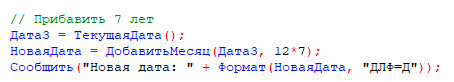 // Прибавить 7 лет
Дата3 = ТекущаяДата();
НоваяДата = ДобавитьМесяц(Дата3, 12*7);
Сообщить("Новая дата: " + Формат(НоваяДата, "ДЛФ=Д"));